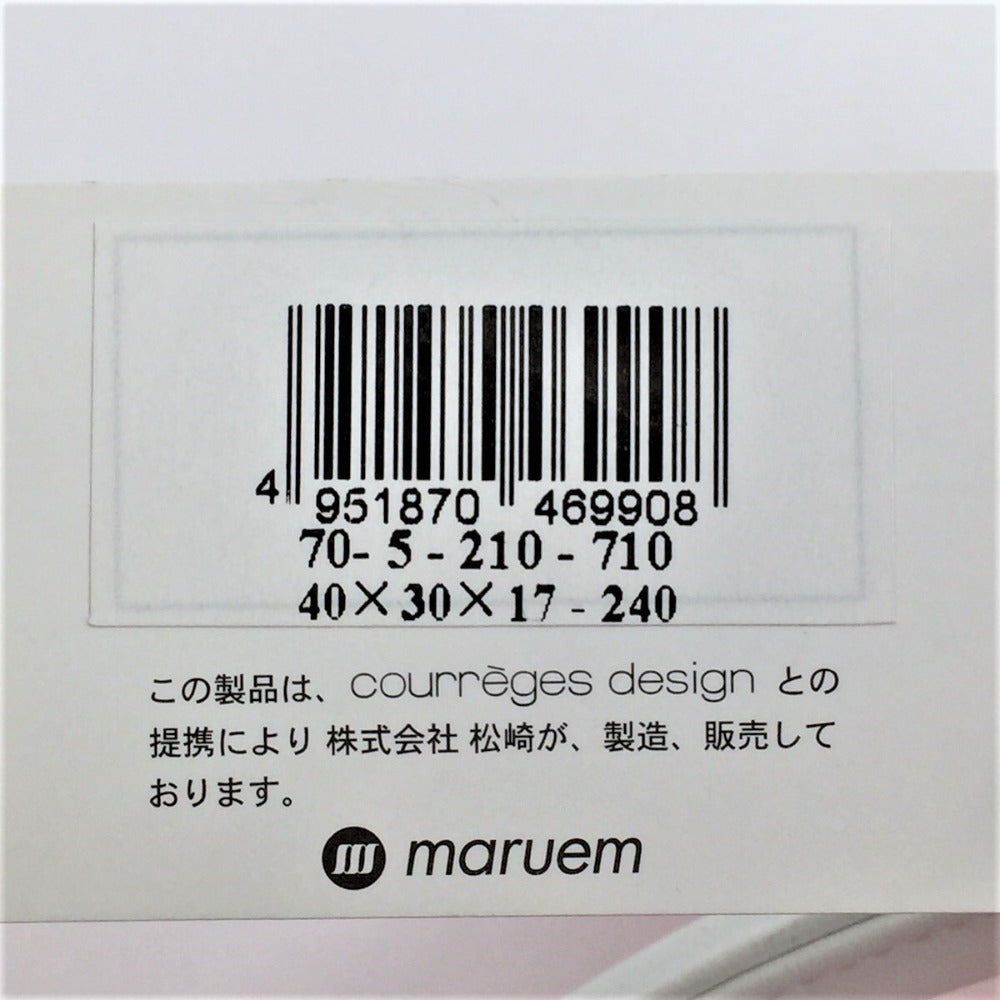 4 951870 469908
70-5-210-710
40×30×17-240
この製品は、courrèges design との
提携により 株式会社 松崎が、製造、販売して
おります。
m maruem